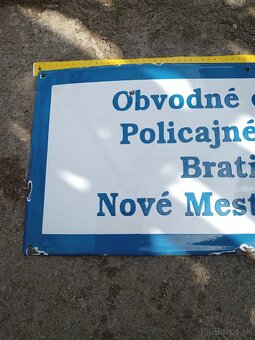 Obvodné
Policajné
Brati
Nové Mest